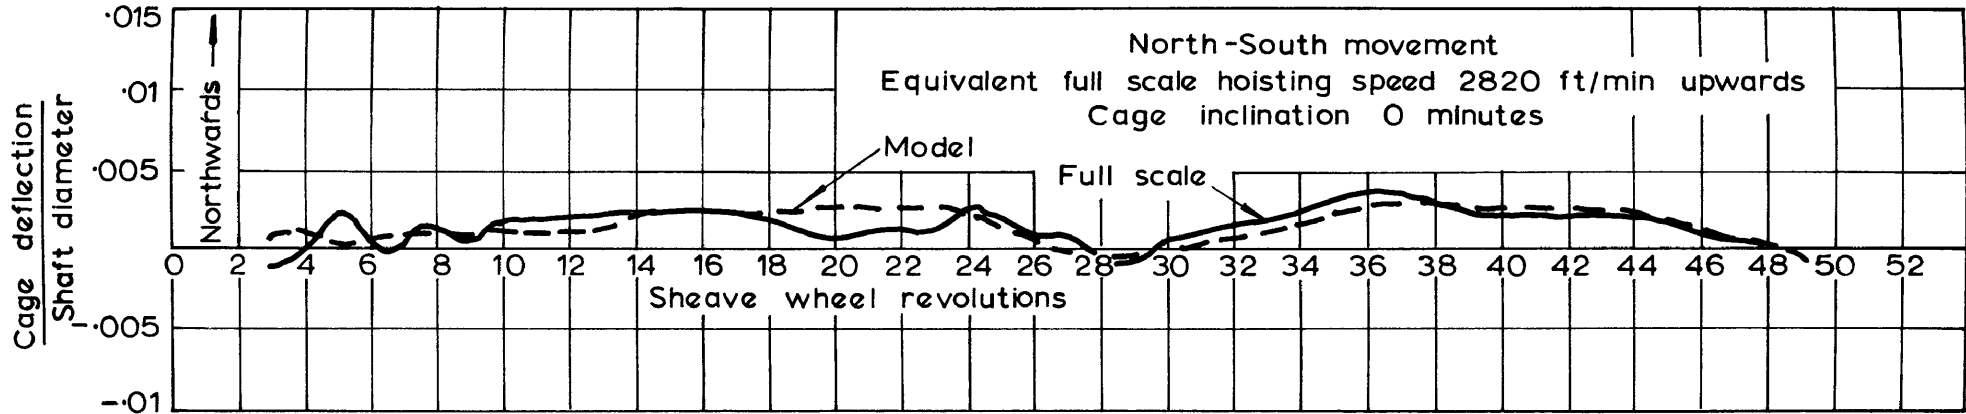 ·015
·01
·005
-·005
-·01
Cage deflection
Shaft diameter
Northwards
North-South movement
Equivalent full scale hoisting speed 2820 ft/min upwards
Cage inclination 0 minutes
Model
Full scale
0 2 4 6 8 10 12 14 16 18 20 22 24 26 28 30 32 34 36 38 40 42 44 46 48 50 52
Sheave wheel revolutions